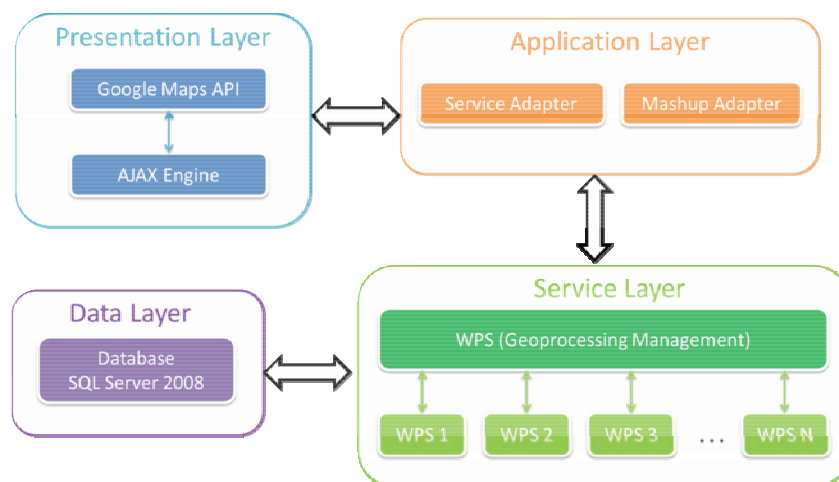 Presentation Layer
Google Maps API
AJAX Engine
Application Layer
Service Adapter
Mashup Adapter
Data Layer
Database
SQL Server 2008
Service Layer
WPS (Geoprocessing Management)
WPS 1
WPS 2
WPS 3
...
WPS N